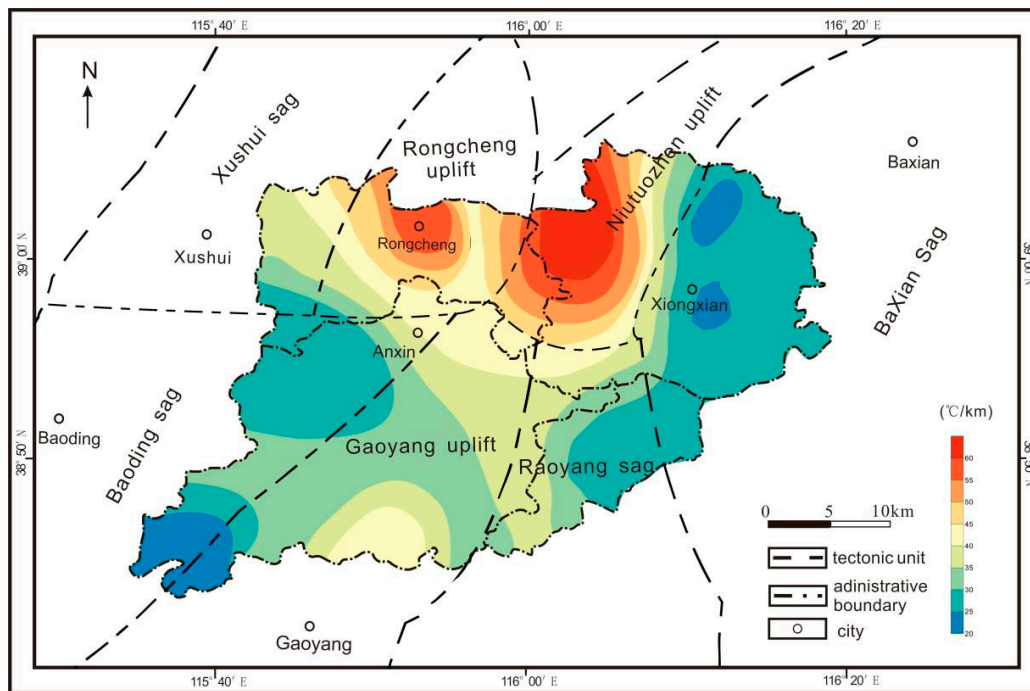 115° 40′ E
116° 00′ E
116° 20′ E
N
Xushui sag
Rongcheng
uplift
Niutuozhen uplift
Baxian
Rongcheng
Xushui
39° 00′
Xiongxian
BaXian Sag
Anxin
(℃/km)
Baoding
Baoding sag
Gaoyang uplift
Raoyang sag
38° 50′
60
55
50
45
40
35
30
25
20
0 5 10km
tectonic unit
adinistrative
boundary
city
Gaoyang
115° 40′ E
116° 00′ E
116° 20′ E